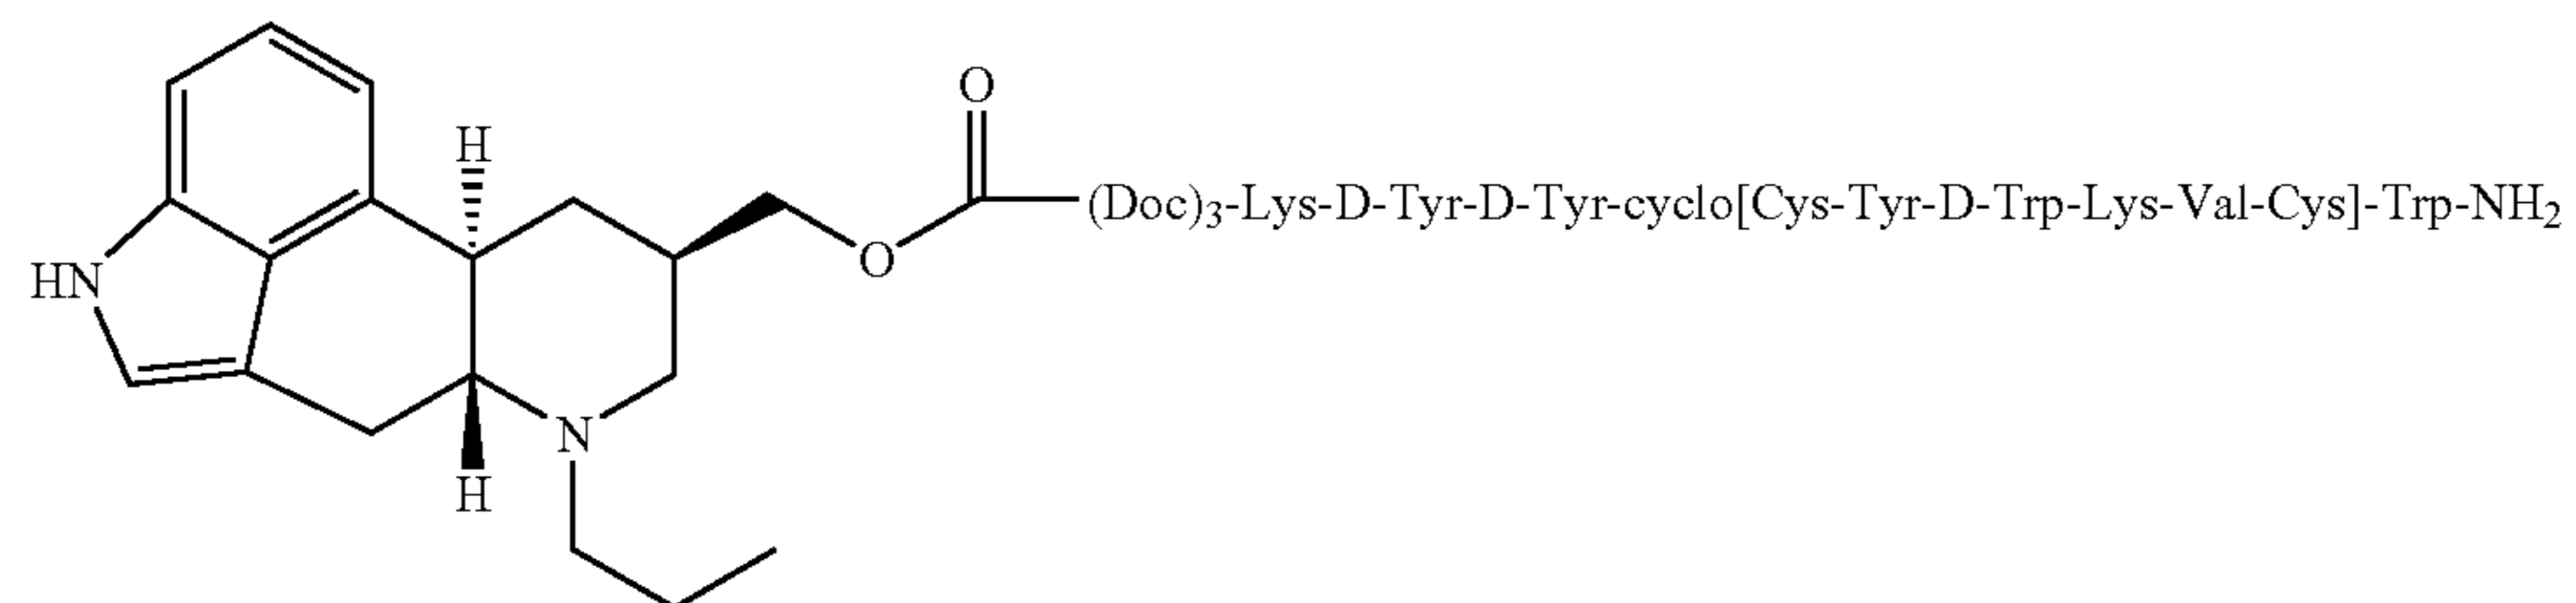 O
H
(Doc)3-Lys-D-Tyr-D-Tyr-cyclo[Cys-Tyr-D-Trp-Lys-Val-Cys]-Trp-NH2
O
HN
N
H